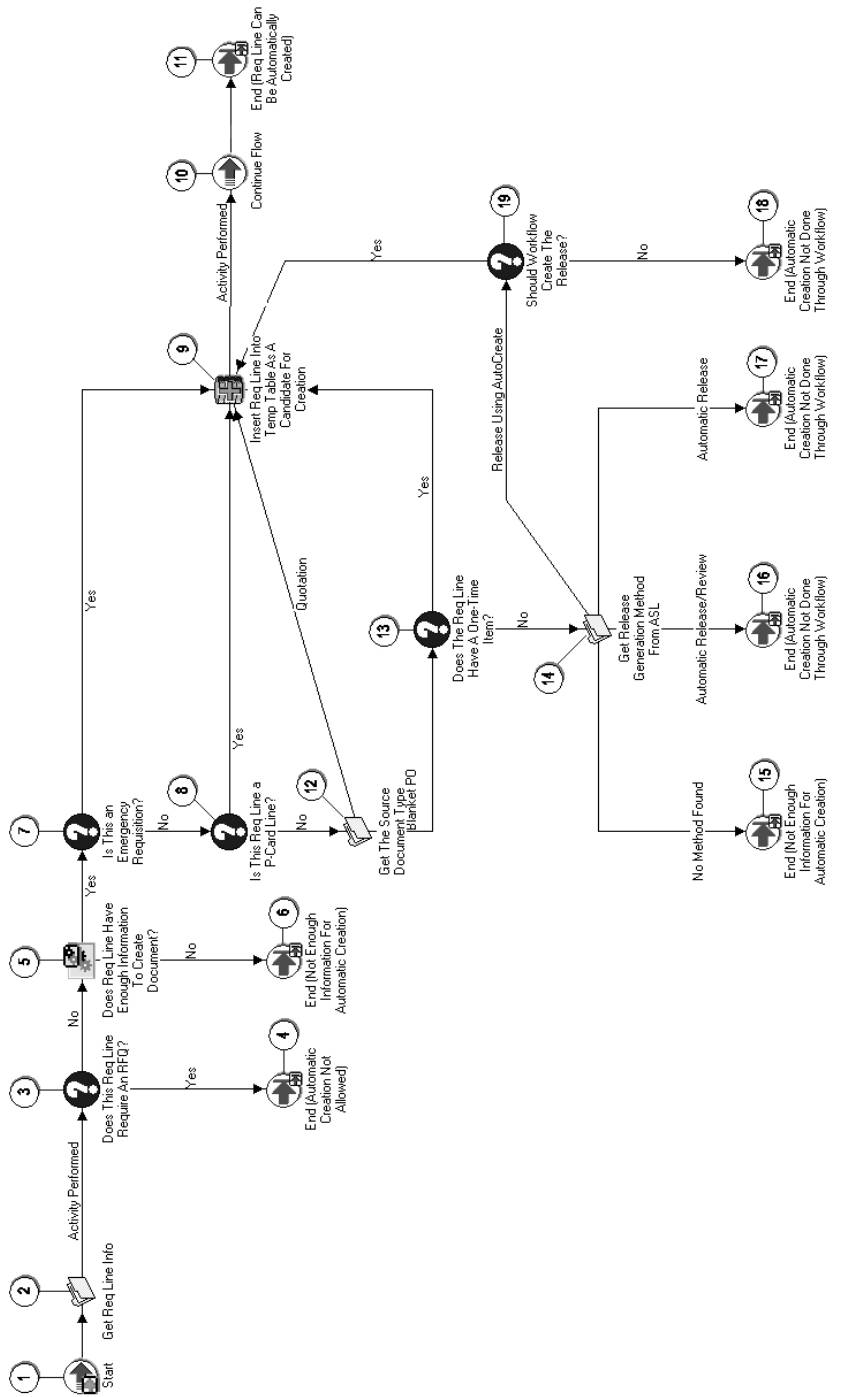 1
Start
2
Get Req Line Info
Activity Performed
3
Does This Req Line
Require An RFQ?
Yes
4
End (Automatic
Creation Not
Allowed)
No
5
Does Req Line Have
Enough Information
To Create
Document?
No
6
End (Not Enough
Information For
Automatic Creation)
Yes
7
Is This an
Emergency
Requisition?
Yes
No
8
Is This Req Line a
P-Card Line?
Yes
No
12
Get The Source
Document Type
Blanket PO
Quotation
9
Insert Req Line Into
Temp Table As A
Candidate For
Creation
Activity Performed
10
Continue Flow
11
End (Req Line Can
Be Automatically
Created)
13
Does The Req Line
Have A One-Time
Item?
Yes
No
14
Get Release
Generation Method
From ASL
Release Using AutoCreate
19
Should Workflow
Create The
Release?
Yes
No
No Method Found
15
End (Not Enough
Information For
Automatic Creation)
Automatic Release/Review
16
End (Automatic
Creation Not Done
Through Workflow)
Automatic Release
17
End (Automatic
Creation Not Done
Through Workflow)
18
End (Automatic
Creation Not Done
Through Workflow)